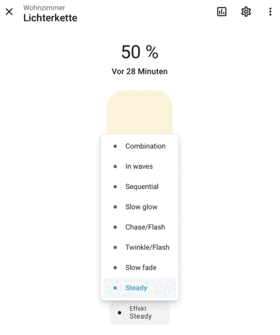 Wohnzimmer
Lichterkette
50 %
Vor 28 Minuten
Combination
In waves
Sequential
Slow glow
Chase/Flash
Twinkle/Flash
Slow fade
Steady
Effekt
Steady